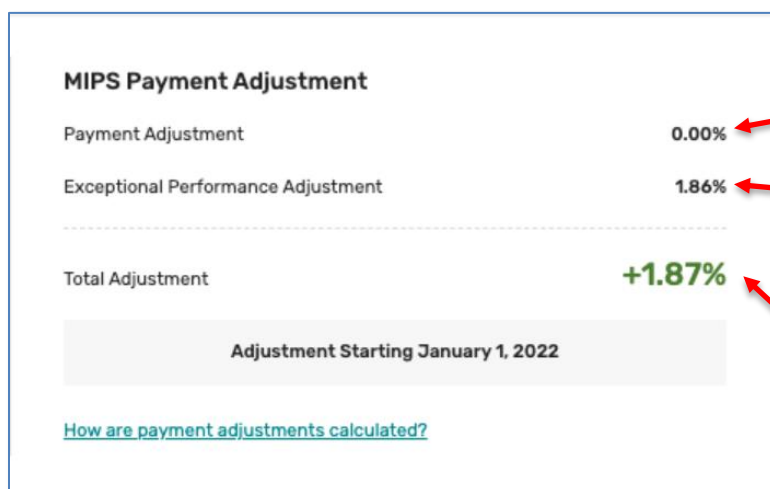 MIPS Payment Adjustment
Payment Adjustment 0.00%
Exceptional Performance Adjustment 1.86%
Total Adjustment +1.87%
Adjustment Starting January 1, 2022
How are payment adjustments calculated?